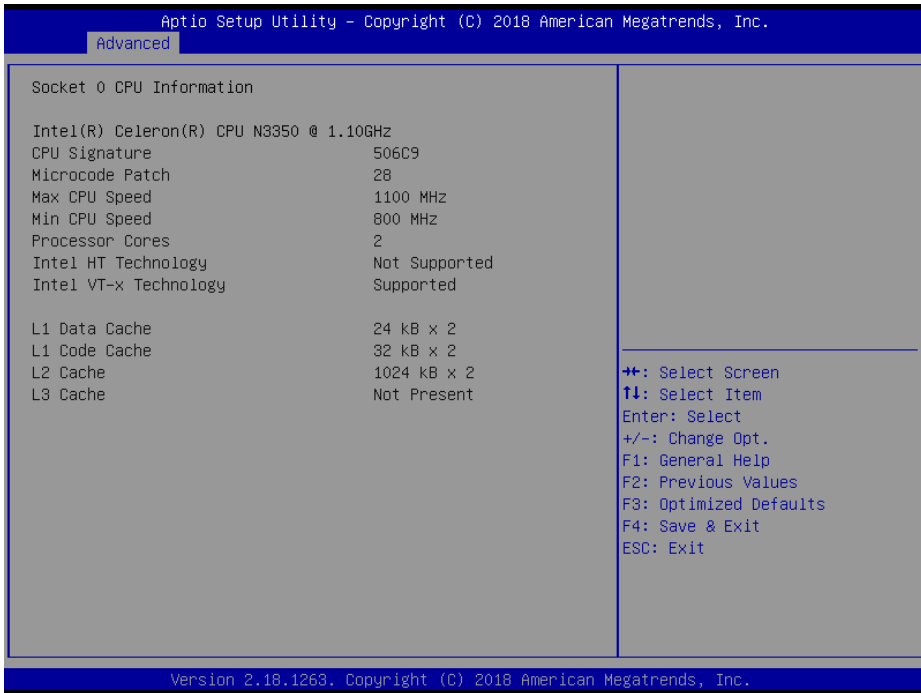 Aptio Setup Utility – Copyright (C) 2018 American Megatrends, Inc.
Advanced
Socket 0 CPU Information
Intel(R) Celeron(R) CPU N3350 @ 1.10GHz
CPU Signature 506C9
Microcode Patch 28
Max CPU Speed 1100 MHz
Min CPU Speed 800 MHz
Processor Cores 2
Intel HT Technology Not Supported
Intel VT-x Technology Supported
L1 Data Cache 24 kB x 2
L1 Code Cache 32 kB x 2
L2 Cache 1024 kB x 2
L3 Cache Not Present
→←: Select Screen
↑↓: Select Item
Enter: Select
+/-: Change Opt.
F1: General Help
F2: Previous Values
F3: Optimized Defaults
F4: Save & Exit
ESC: Exit
Version 2.18.1263. Copyright (C) 2018 American Megatrends, Inc.